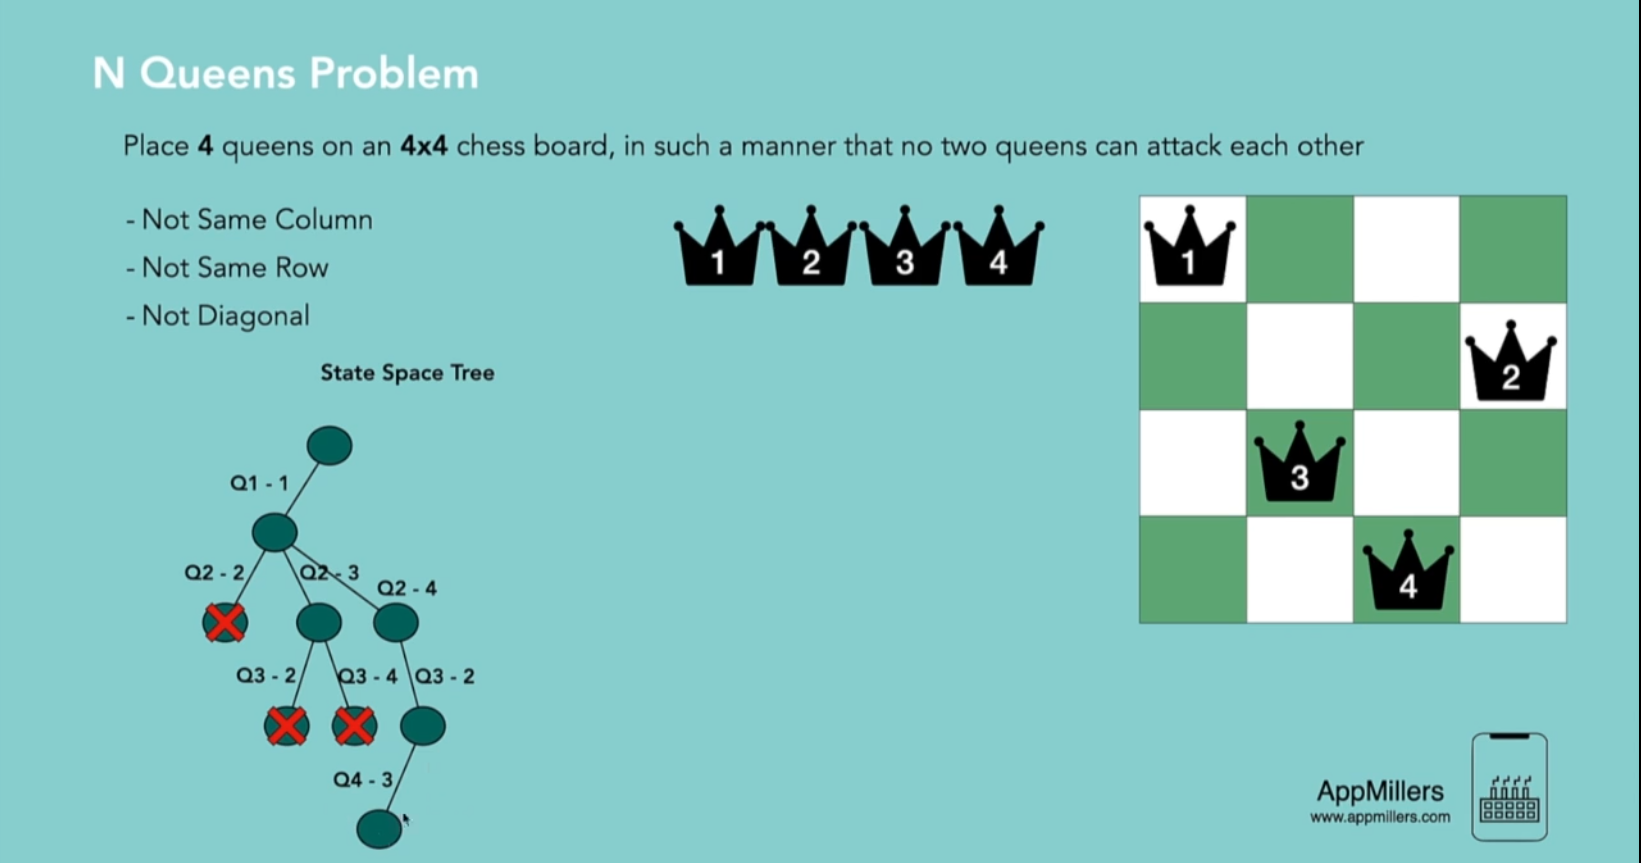 N Queens Problem
Place 4 queens on an 4x4 chess board, in such a manner that no two queens can attack each other
- Not Same Column
- Not Same Row
- Not Diagonal
1 2 3 4
1
2
3
4
State Space Tree
Q1 - 1
Q2 - 2
Q2 - 3
Q2 - 4
Q3 - 2
Q3 - 4
Q3 - 2
Q4 - 3
AppMillers
www.appmillers.com